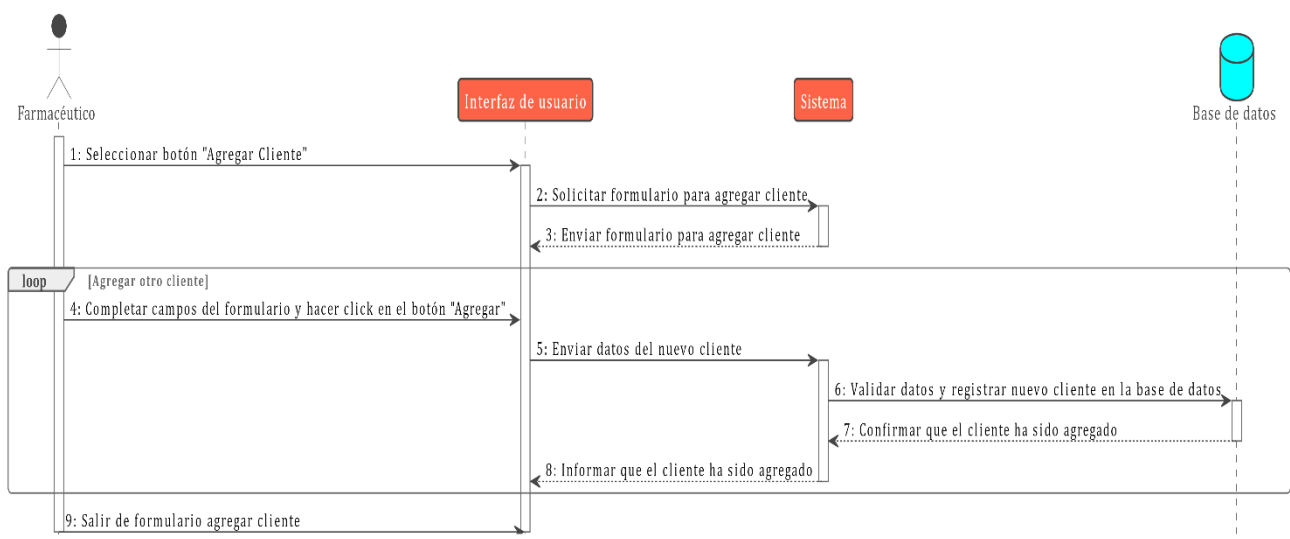 Farmacéutico
Interfaz de usuario
Sistema
Base de datos
1: Seleccionar botón "Agregar Cliente"
2: Solicitar formulario para agregar cliente
3: Enviar formulario para agregar cliente
loop [Agregar otro cliente]
4: Completar campos del formulario y hacer click en el botón "Agregar"
5: Enviar datos del nuevo cliente
6: Validar datos y registrar nuevo cliente en la base de datos
7: Confirmar que el cliente ha sido agregado
8: Informar que el cliente ha sido agregado
9: Salir de formulario agregar cliente